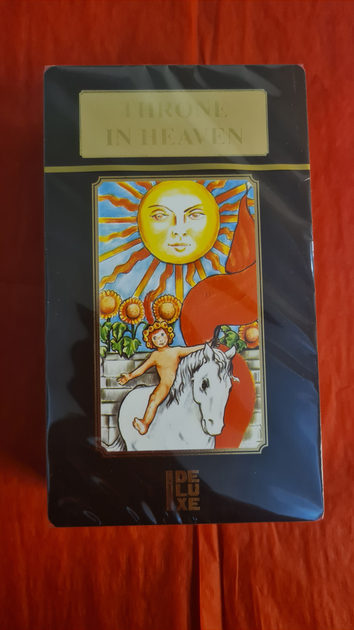 THRONE
IN HEAVEN
DE
LU
XE